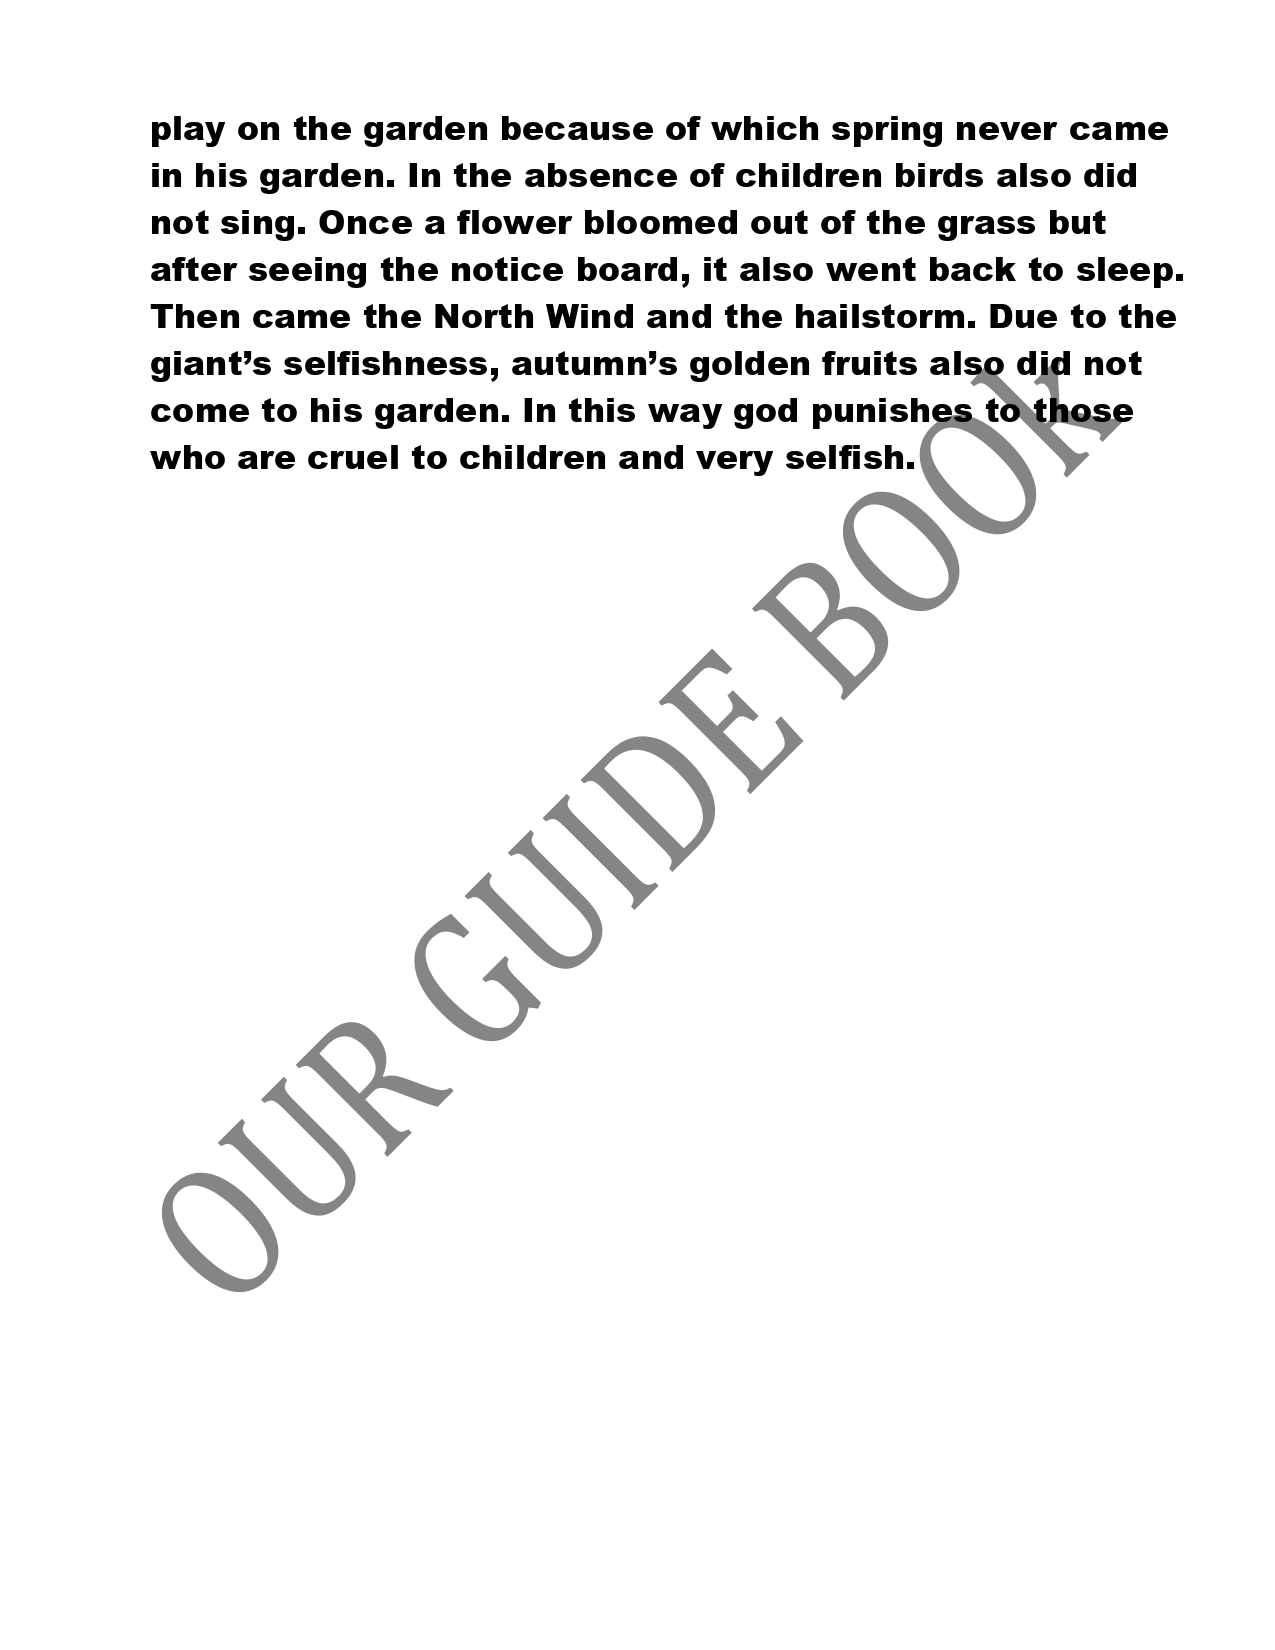 play on the garden because of which spring never came
in his garden. In the absence of children birds also did
not sing. Once a flower bloomed out of the grass but
after seeing the notice board, it also went back to sleep.
Then came the North Wind and the hailstorm. Due to the
giant’s selfishness, autumn’s golden fruits also did not
come to his garden. In this way god punishes to those
who are cruel to children and very selfish.
OUR GUIDE BOOk